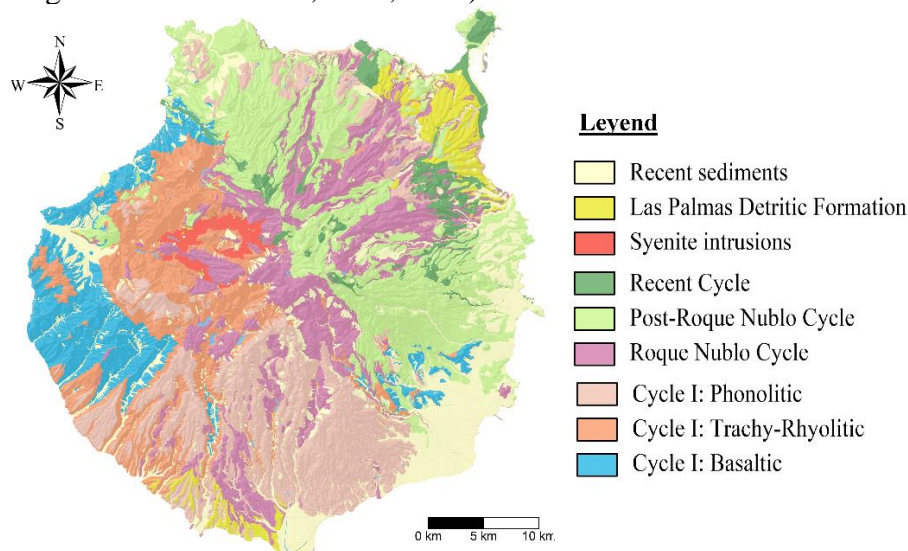 N
W E
S
Leyend
Recent sediments
Las Palmas Detritic Formation
Syenite intrusions
Recent Cycle
Post-Roque Nublo Cycle
Roque Nublo Cycle
Cycle I: Phonolitic
Cycle I: Trachy-Rhyolitic
Cycle I: Basaltic
0 km 5 km 10 km